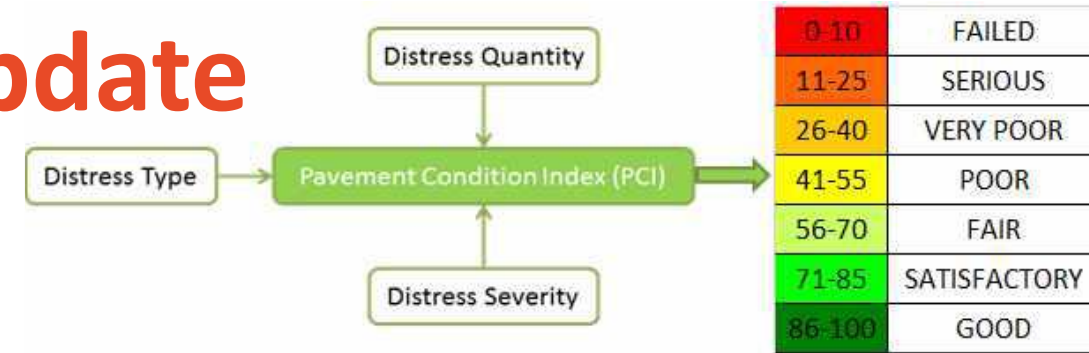 pdate
Distress Quantity
Distress Type
Pavement Condition Index (PCI)
Distress Severity
0-10 FAILED
11-25 SERIOUS
26-40 VERY POOR
41-55 POOR
56-70 FAIR
71-85 SATISFACTORY
86-100 GOOD